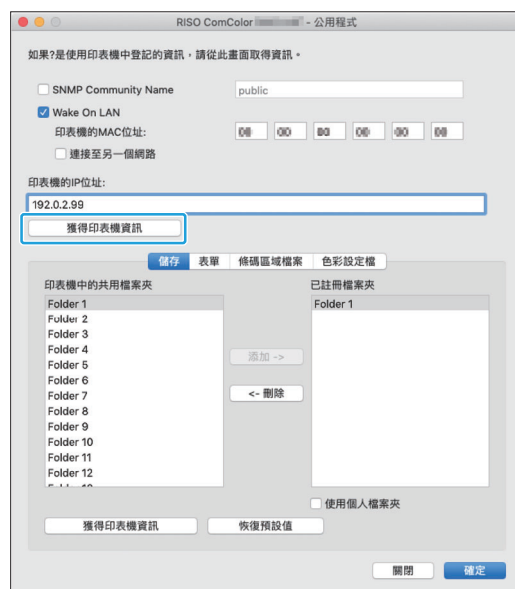 RISO ComColor - 公用程式
如果?是使用印表機中登記的資訊，請從此畫面取得資訊。
SNMP Community Name public
Wake On LAN
印表機的MAC位址:
連接至另一個網路
印表機的IP位址:
192.0.2.99
獲得印表機資訊
儲存 表單 條碼區域檔案 色彩設定檔
印表機中的共用檔案夾 已註冊檔案夾
Folder 1 Folder 1
Folder 2
Folder 3
Folder 4
添加 ->
Folder 5
Folder 6
Folder 7
<- 刪除
Folder 8
Folder 9
Folder 10
Folder 11
Folder 12
使用個人檔案夾
獲得印表機資訊 恢復預設值
關閉 確定